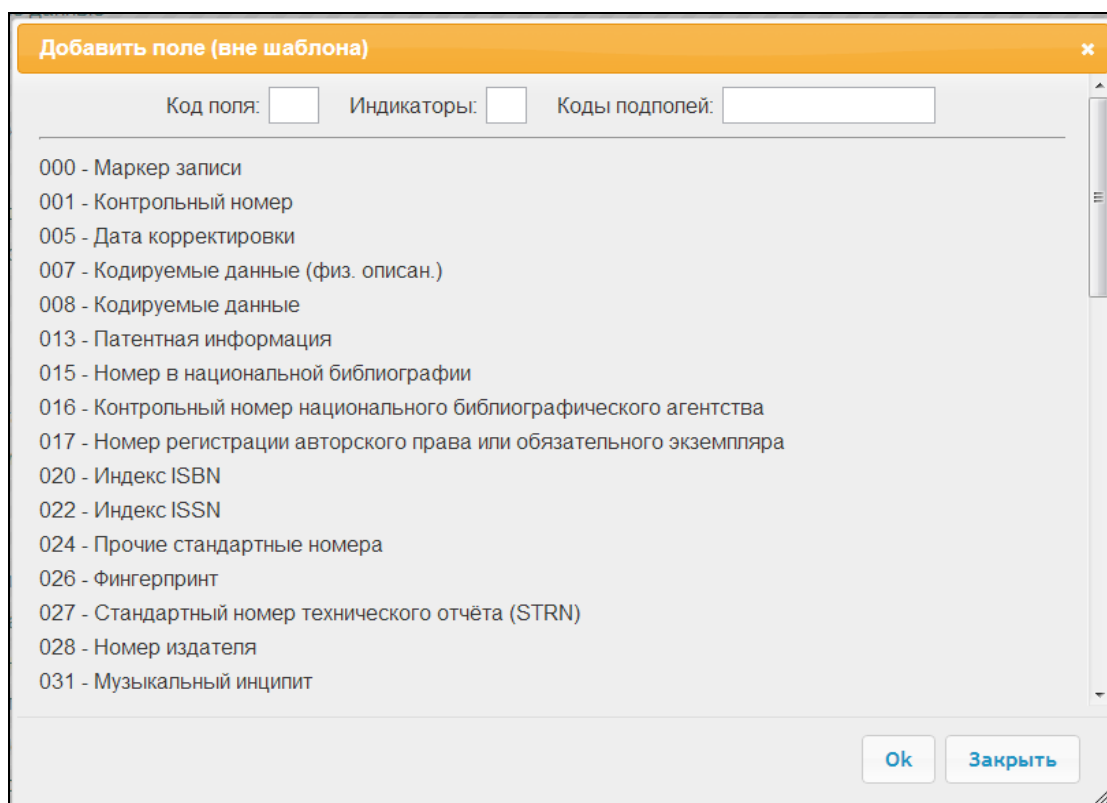 Добавить поле (вне шаблона)
Код поля: Индикаторы: Коды подполей:
000 - Маркер записи
001 - Контрольный номер
005 - Дата корректировки
007 - Кодируемые данные (физ. описан.)
008 - Кодируемые данные
013 - Патентная информация
015 - Номер в национальной библиографии
016 - Контрольный номер национального библиографического агентства
017 - Номер регистрации авторского права или обязательного экземпляра
020 - Индекс ISBN
022 - Индекс ISSN
024 - Прочие стандартные номера
026 - Фингерпринт
027 - Стандартный номер технического отчёта (STRN)
028 - Номер издателя
031 - Музыкальный инципит
Ok Закрыть